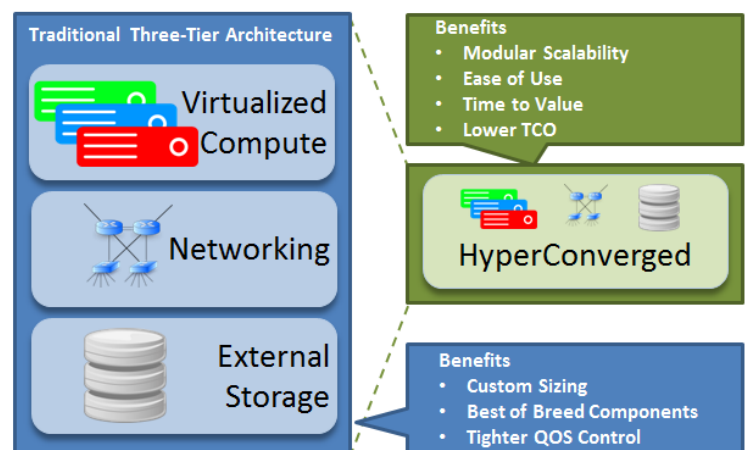 Traditional Three-Tier Architecture
Virtualized
Compute
Networking
External
Storage
Benefits
• Modular Scalability
• Ease of Use
• Time to Value
• Lower TCO
HyperConverged
Benefits
• Custom Sizing
• Best of Breed Components
• Tighter QOS Control